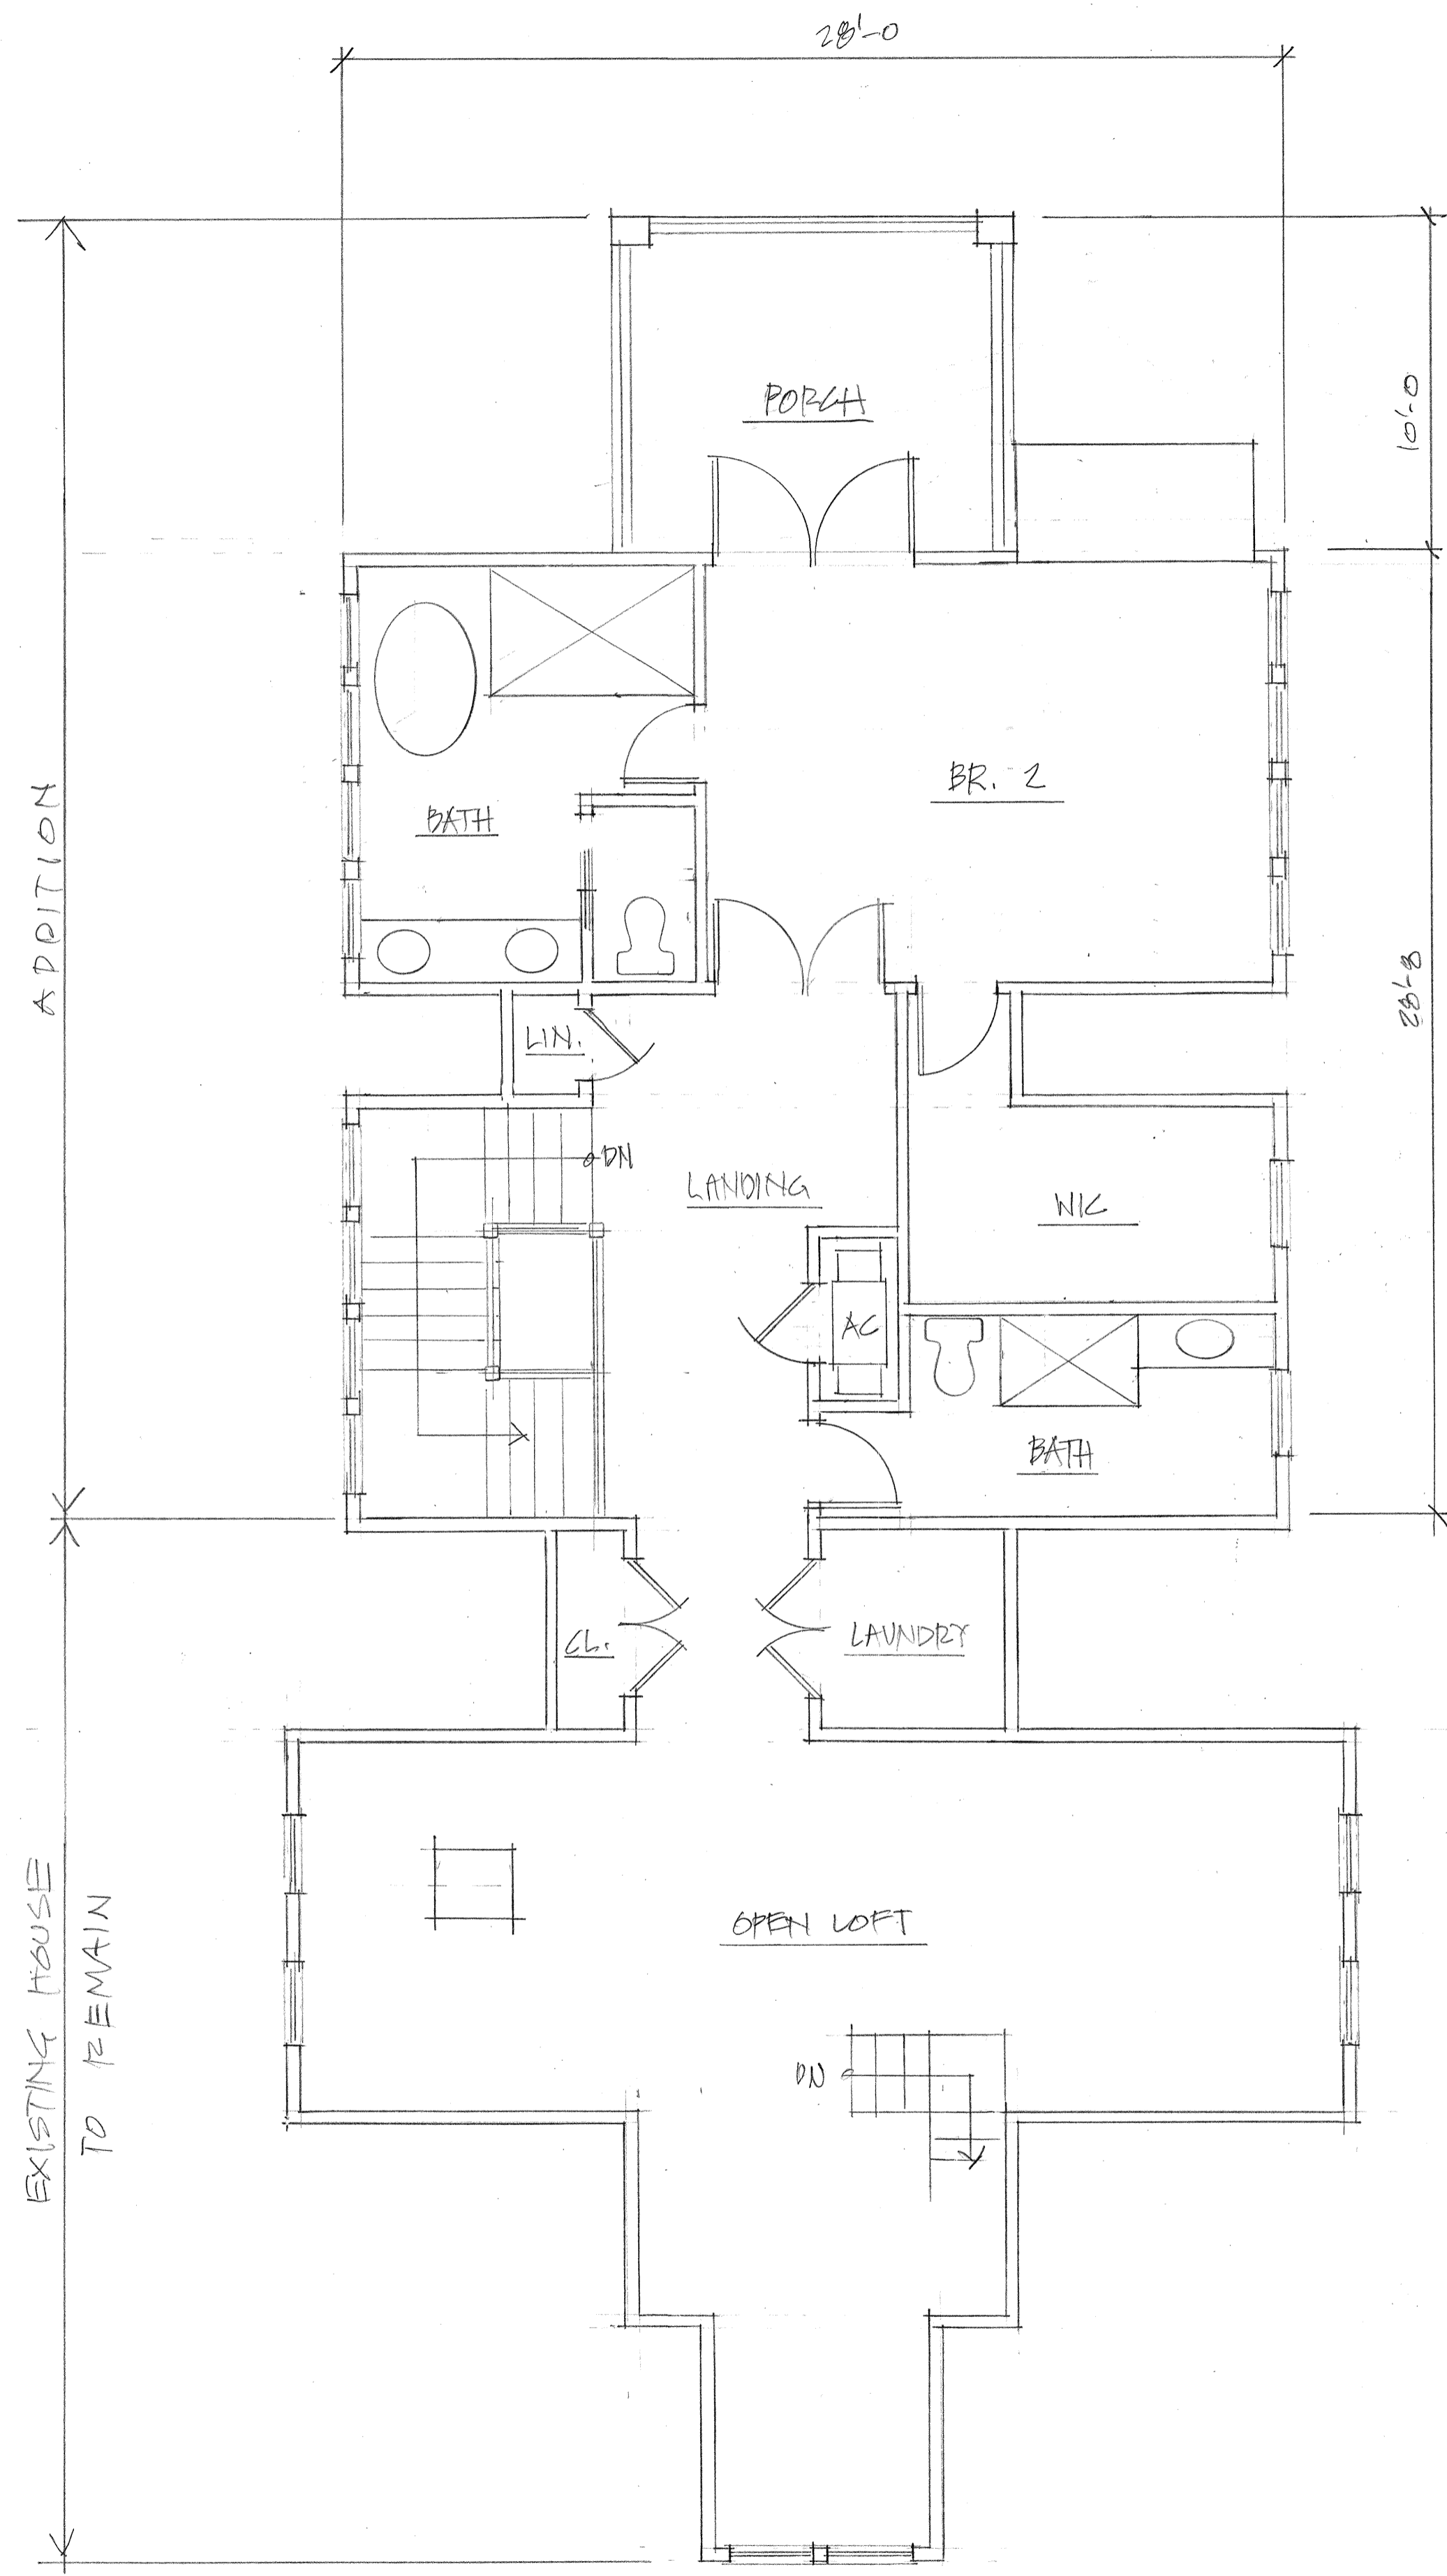 28'-0
PORCH
10'-0
BR. 2
BATH
ADDITION
28'-8
LIN.
DN
LANDING
WIC
AC
BATH
CL.
LAUNDRY
OPEN LOFT
EXISTING HOUSE
TO REMAIN
DN